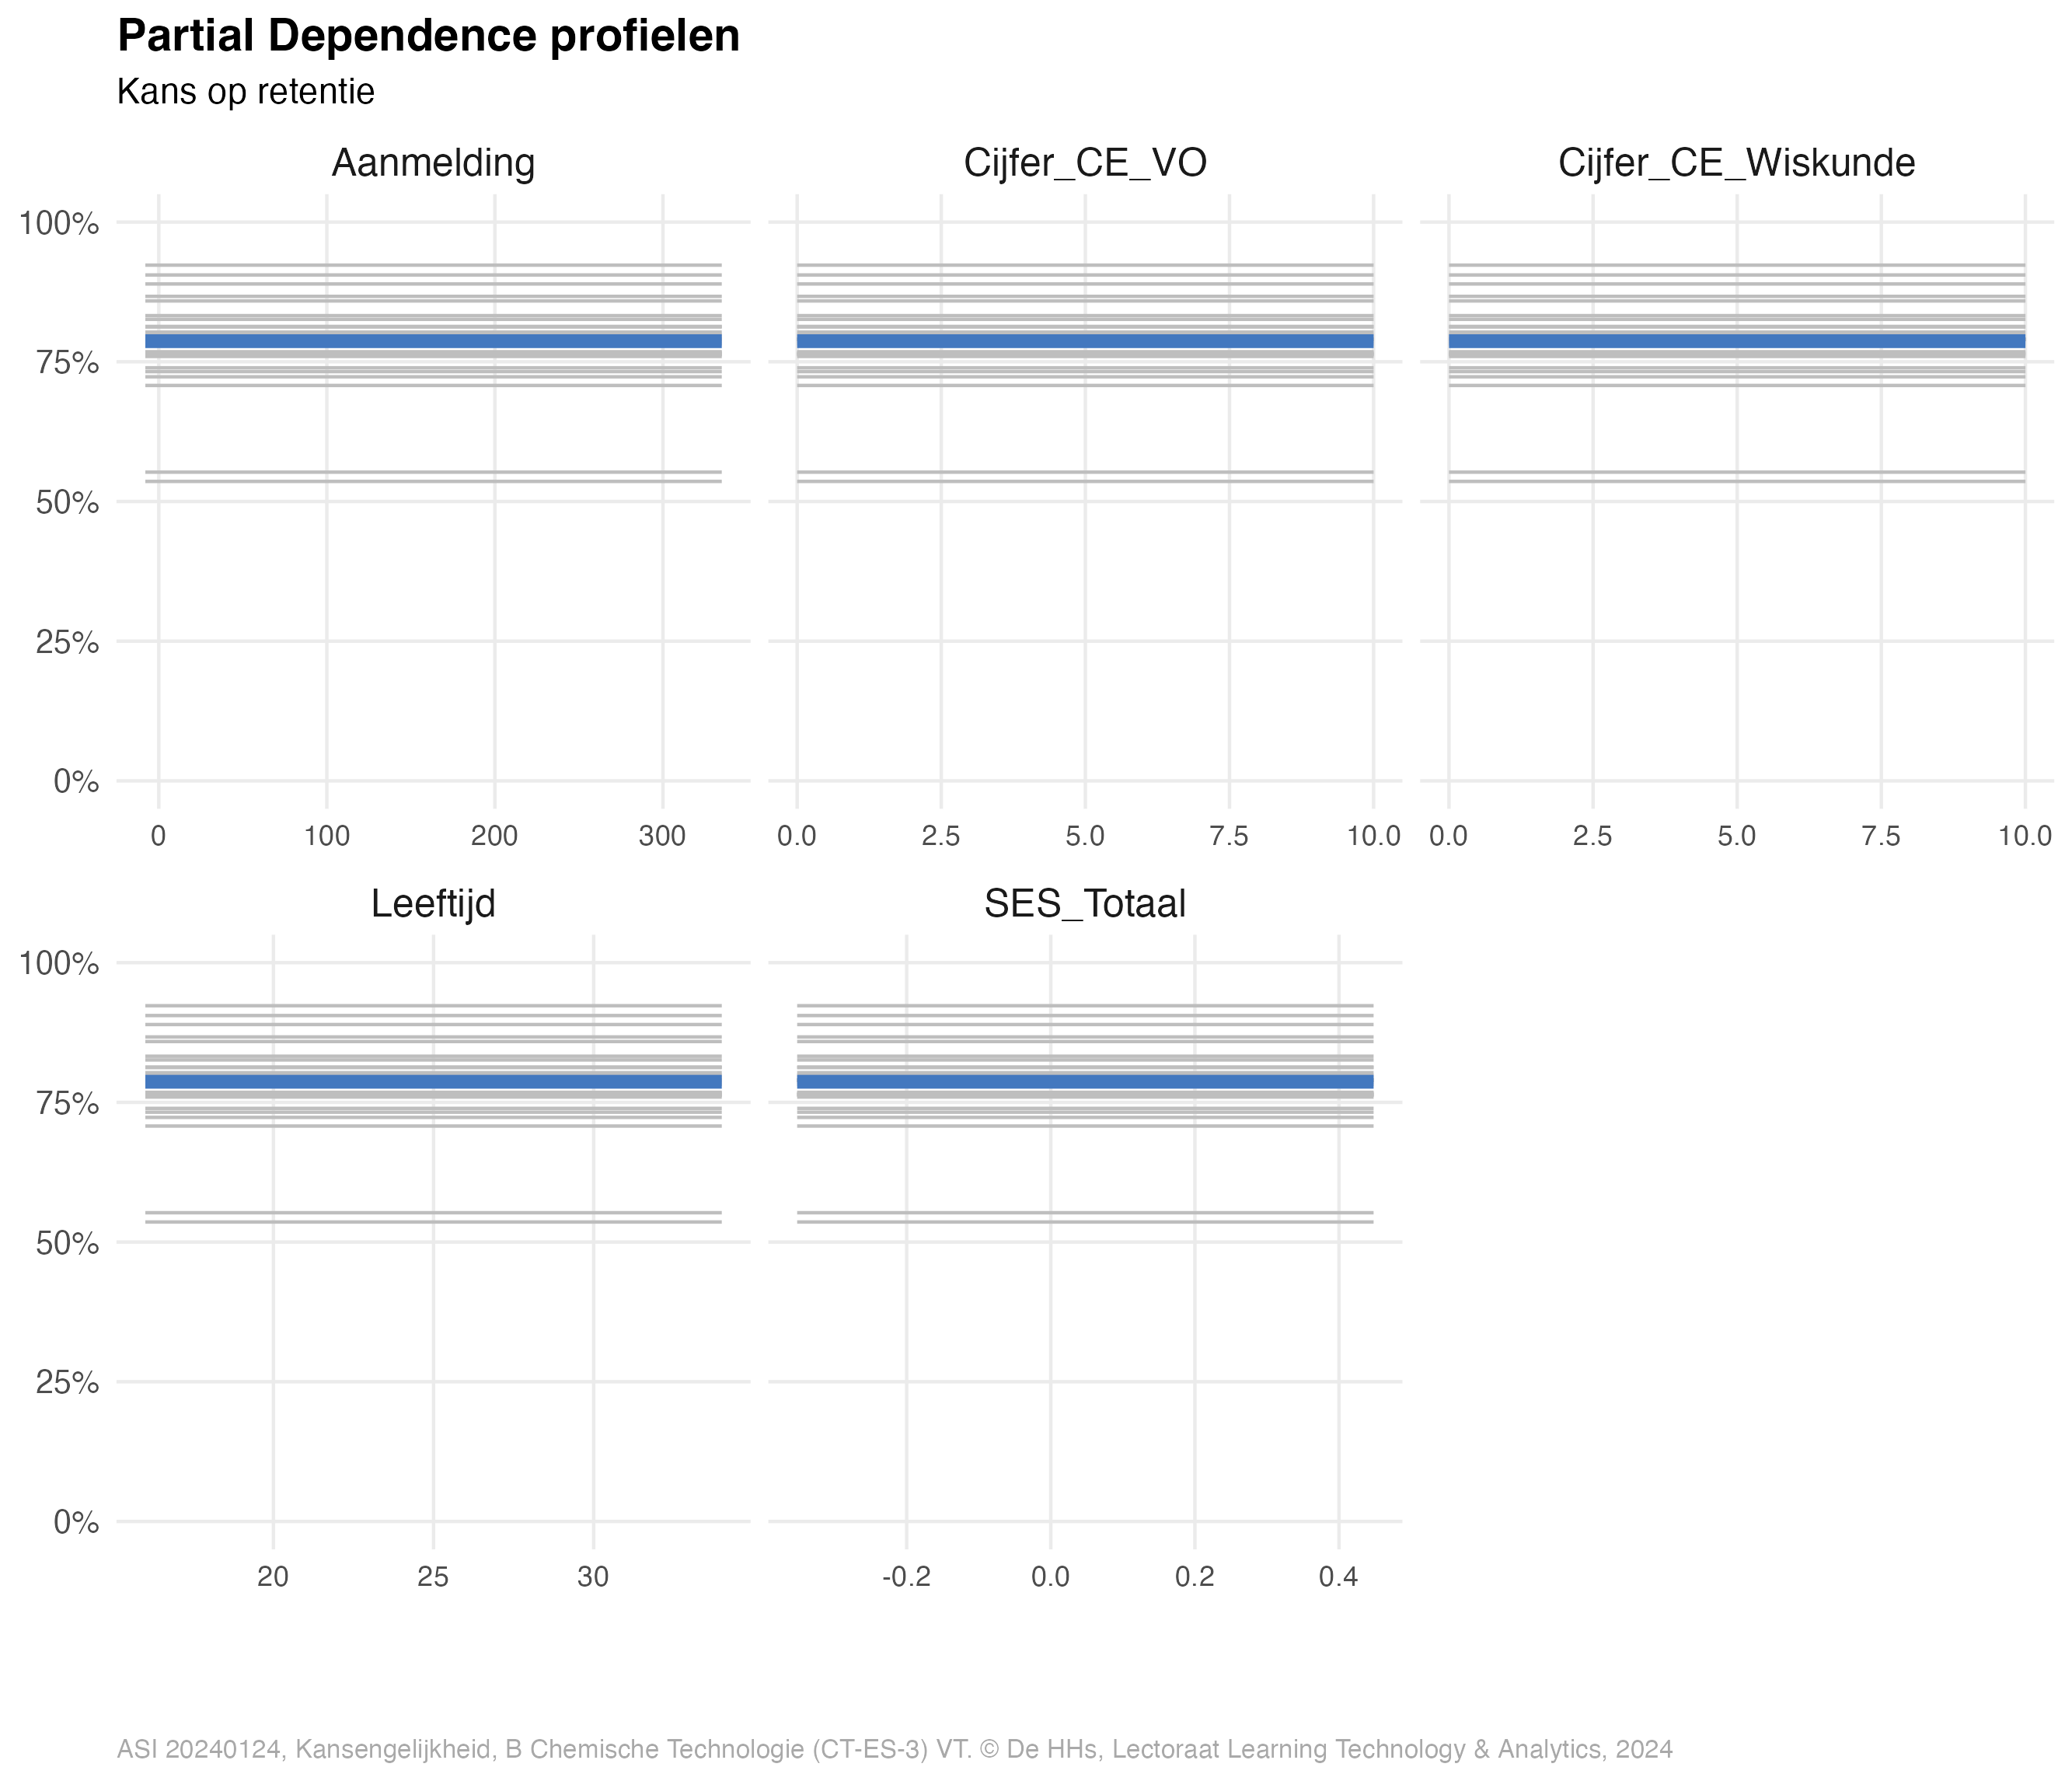 Partial Dependence profielen
Kans op retentie
Aanmelding Cijfer_CE_VO Cijfer_CE_Wiskunde
100%
75%
50%
25%
0%
0 100 200 300 0.0 2.5 5.0 7.5 10.0 0.0 2.5 5.0 7.5 10.0
Leeftijd SES_Totaal
100%
75%
50%
25%
0%
20 25 30 -0.2 0.0 0.2 0.4
ASI 20240124, Kansengelijkheid, B Chemische Technologie (CT-ES-3) VT. © De HHs, Lectoraat Learning Technology & Analytics, 2024